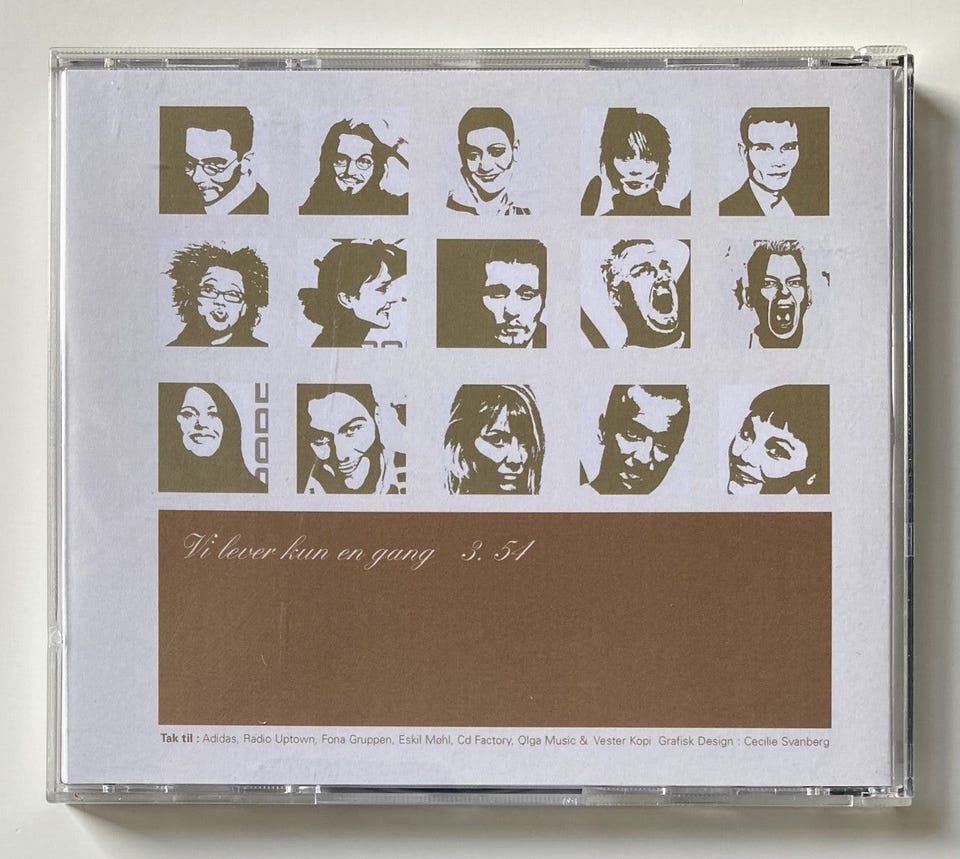 Vi lever kun en gang 3. 51
Tak til : Adidas, Radio Uptown, Fona Gruppen, Eskil Møhl, Cd Factory, Olga Music & Vester Kopi Grafisk Design : Cecilie Svanberg